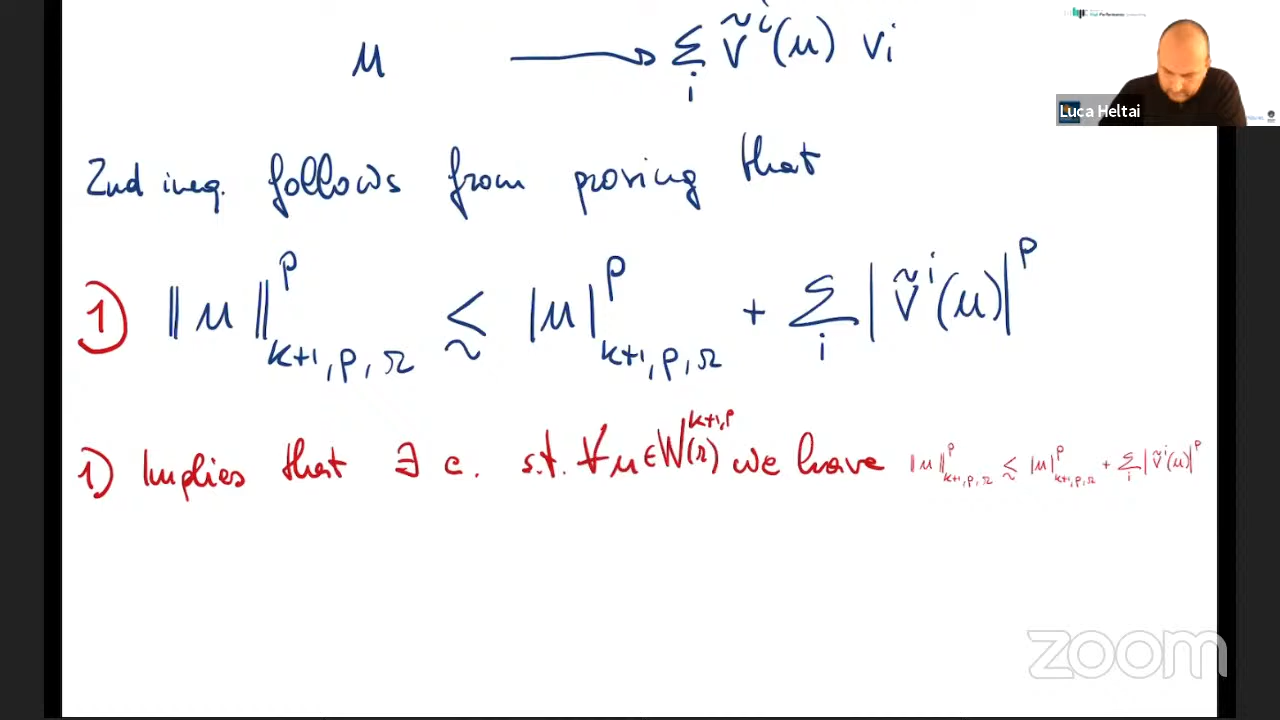 u ⟶ Σ_i ṽ^i(u) v_i
Luca Heltai
2nd ineq. follows from proving that
1) ‖u‖^p_{k+1,p,Ω} ≲ |u|^p_{k+1,p,Ω} + Σ_i |ṽ^i(u)|^p
1) Implies that ∃ c. s.t. ∀u∈W^{k+1,p}(Ω) we have ‖u‖^p_{k+1,p,Ω} ≲ |u|^p_{k+1,p,Ω} + Σ_i |ṽ^i(u)|^p
zoom